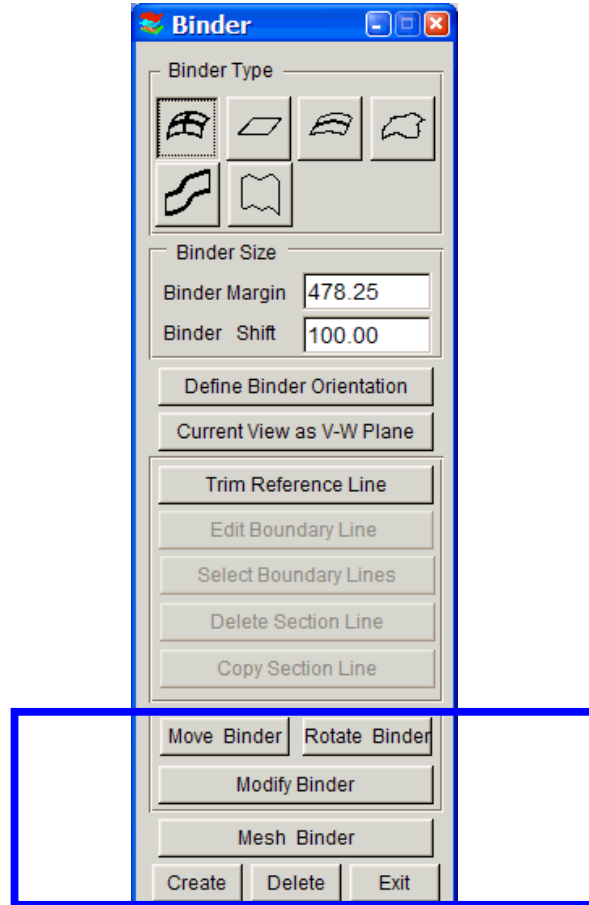 Binder
Binder Type
Binder Size
Binder Margin 478.25
Binder Shift 100.00
Define Binder Orientation
Current View as V-W Plane
Trim Reference Line
Edit Boundary Line
Select Boundary Lines
Delete Section Line
Copy Section Line
Move Binder Rotate Binder
Modify Binder
Mesh Binder
Create Delete Exit